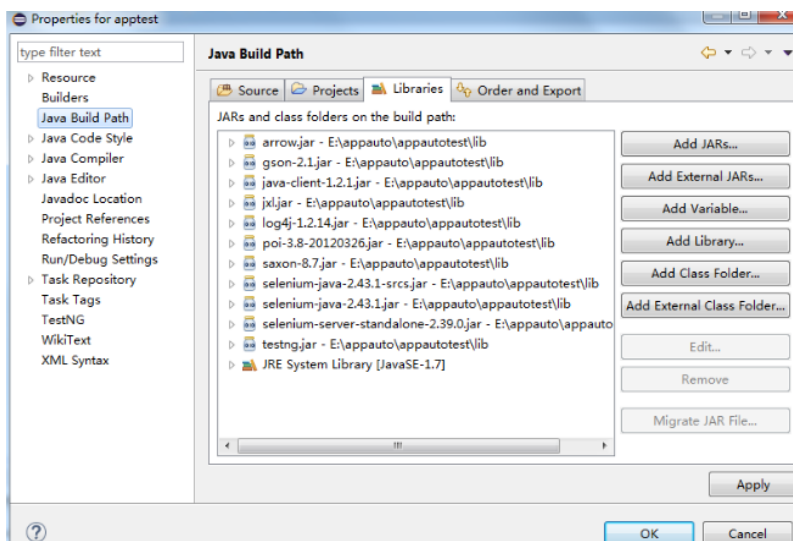 Properties for apptest
type filter text
Resource
Builders
Java Build Path
Java Code Style
Java Compiler
Java Editor
Javadoc Location
Project References
Refactoring History
Run/Debug Settings
Task Repository
Task Tags
TestNG
WikiText
XML Syntax
Java Build Path
Source
Projects
Libraries
Order and Export
JARs and class folders on the build path:
arrow.jar - E:\appauto\appautotest\lib
gson-2.1.jar - E:\appauto\appautotest\lib
java-client-1.2.1.jar - E:\appauto\appautotest\lib
jxl.jar - E:\appauto\appautotest\lib
log4j-1.2.14.jar - E:\appauto\appautotest\lib
poi-3.8-20120326.jar - E:\appauto\appautotest\lib
saxon-8.7.jar - E:\appauto\appautotest\lib
selenium-java-2.43.1-srcs.jar - E:\appauto\appautotest\lib
selenium-java-2.43.1.jar - E:\appauto\appautotest\lib
selenium-server-standalone-2.39.0.jar - E:\appauto\appauto
testng.jar - E:\appauto\appautotest\lib
JRE System Library [JavaSE-1.7]
Add JARs...
Add External JARs...
Add Variable...
Add Library...
Add Class Folder...
Add External Class Folder...
Edit...
Remove
Migrate JAR File...
Apply
OK
Cancel